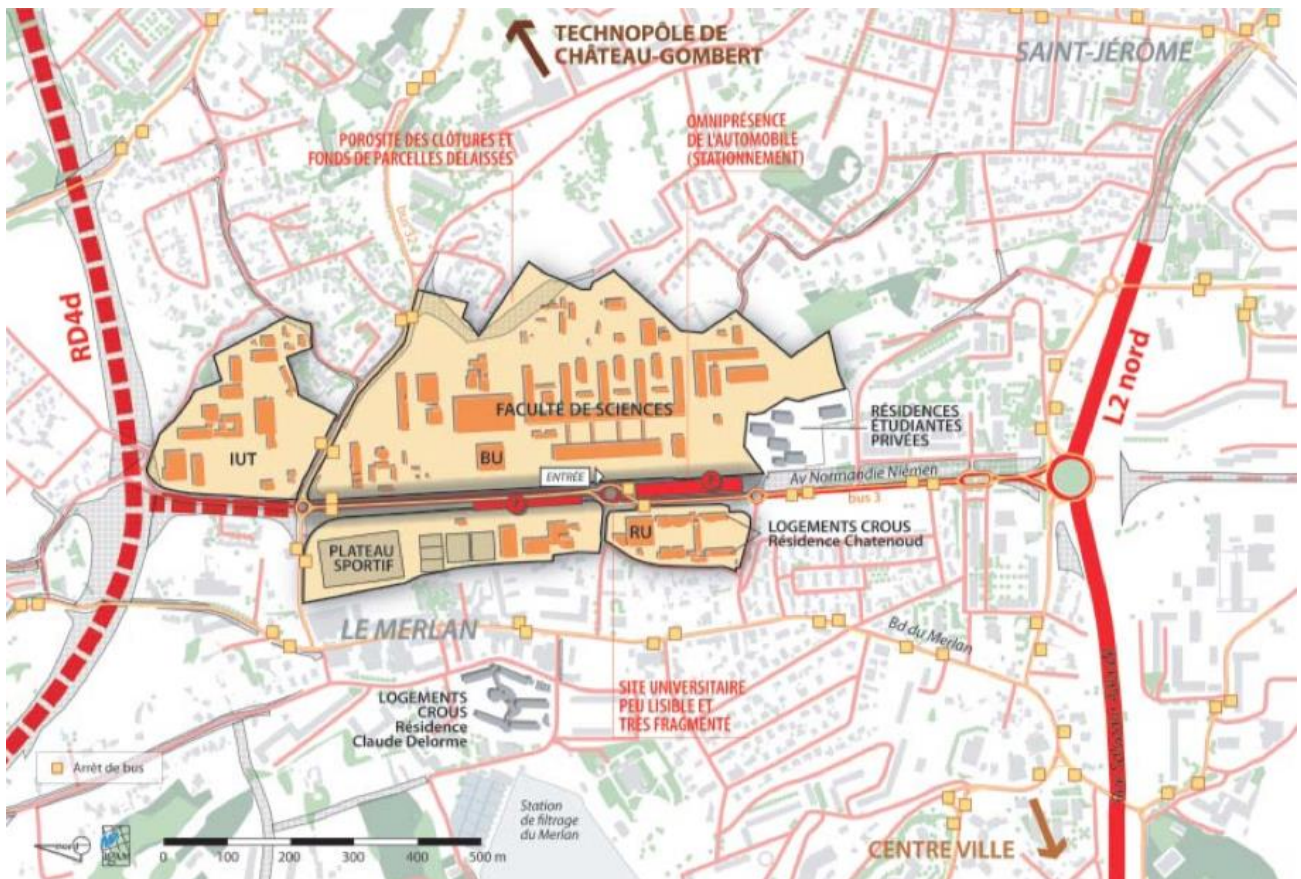 TECHNOPÔLE DE
CHÂTEAU-GOMBERT
SAINT-JÉRÔME
POROSITÉ DES CLÔTURES ET
FONDS DE PARCELLES DÉLAISSÉS
OMNIPRÉSENCE
DE L'AUTOMOBILE
(STATIONNEMENT)
bus 32
RD4d
L2 nord
FACULTÉ DE SCIENCES
RÉSIDENCES
ÉTUDIANTES
PRIVÉES
IUT
BU
ENTRÉE
P
P
Av Normandie Niémen
bus 3
PLATEAU
SPORTIF
RU
LOGEMENTS CROUS
Résidence Chatenoud
LE MERLAN
Bd du Merlan
LOGEMENTS
CROUS
Résidence
Claude Delorme
SITE UNIVERSITAIRE
PEU LISIBLE ET
TRÈS FRAGMENTÉ
Arrêt de bus
Station
de filtrage
du Merlan
CENTRE VILLE
0 100 200 300 400 500 m